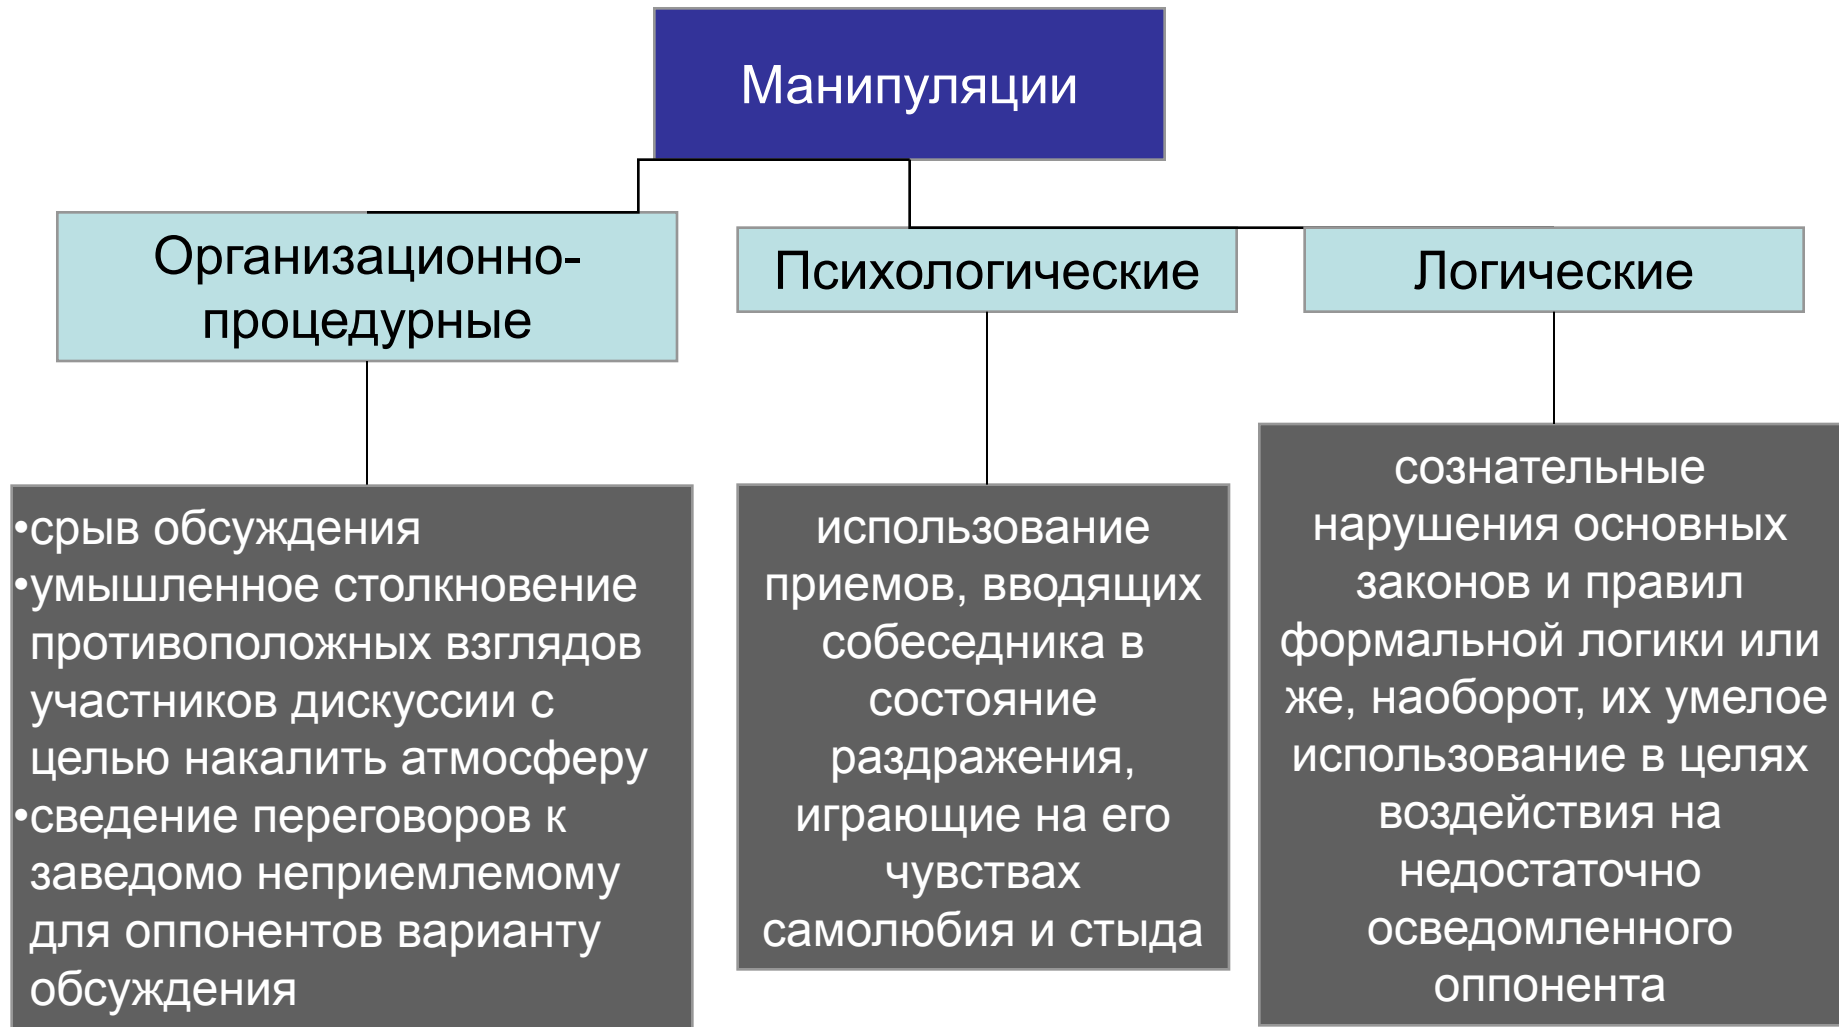 Манипуляции
Организационно-
процедурные
Психологические
Логические
•срыв обсуждения
•умышленное столкновение
противоположных взглядов
участников дискуссии с
целью накалить атмосферу
•сведение переговоров к
заведомо неприемлемому
для оппонентов варианту
обсуждения
использование
приемов, вводящих
собеседника в
состояние
раздражения,
играющие на его
чувствах
самолюбия и стыда
сознательные
нарушения основных
законов и правил
формальной логики или
же, наоборот, их умелое
использование в целях
воздействия на
недостаточно
осведомленного
оппонента